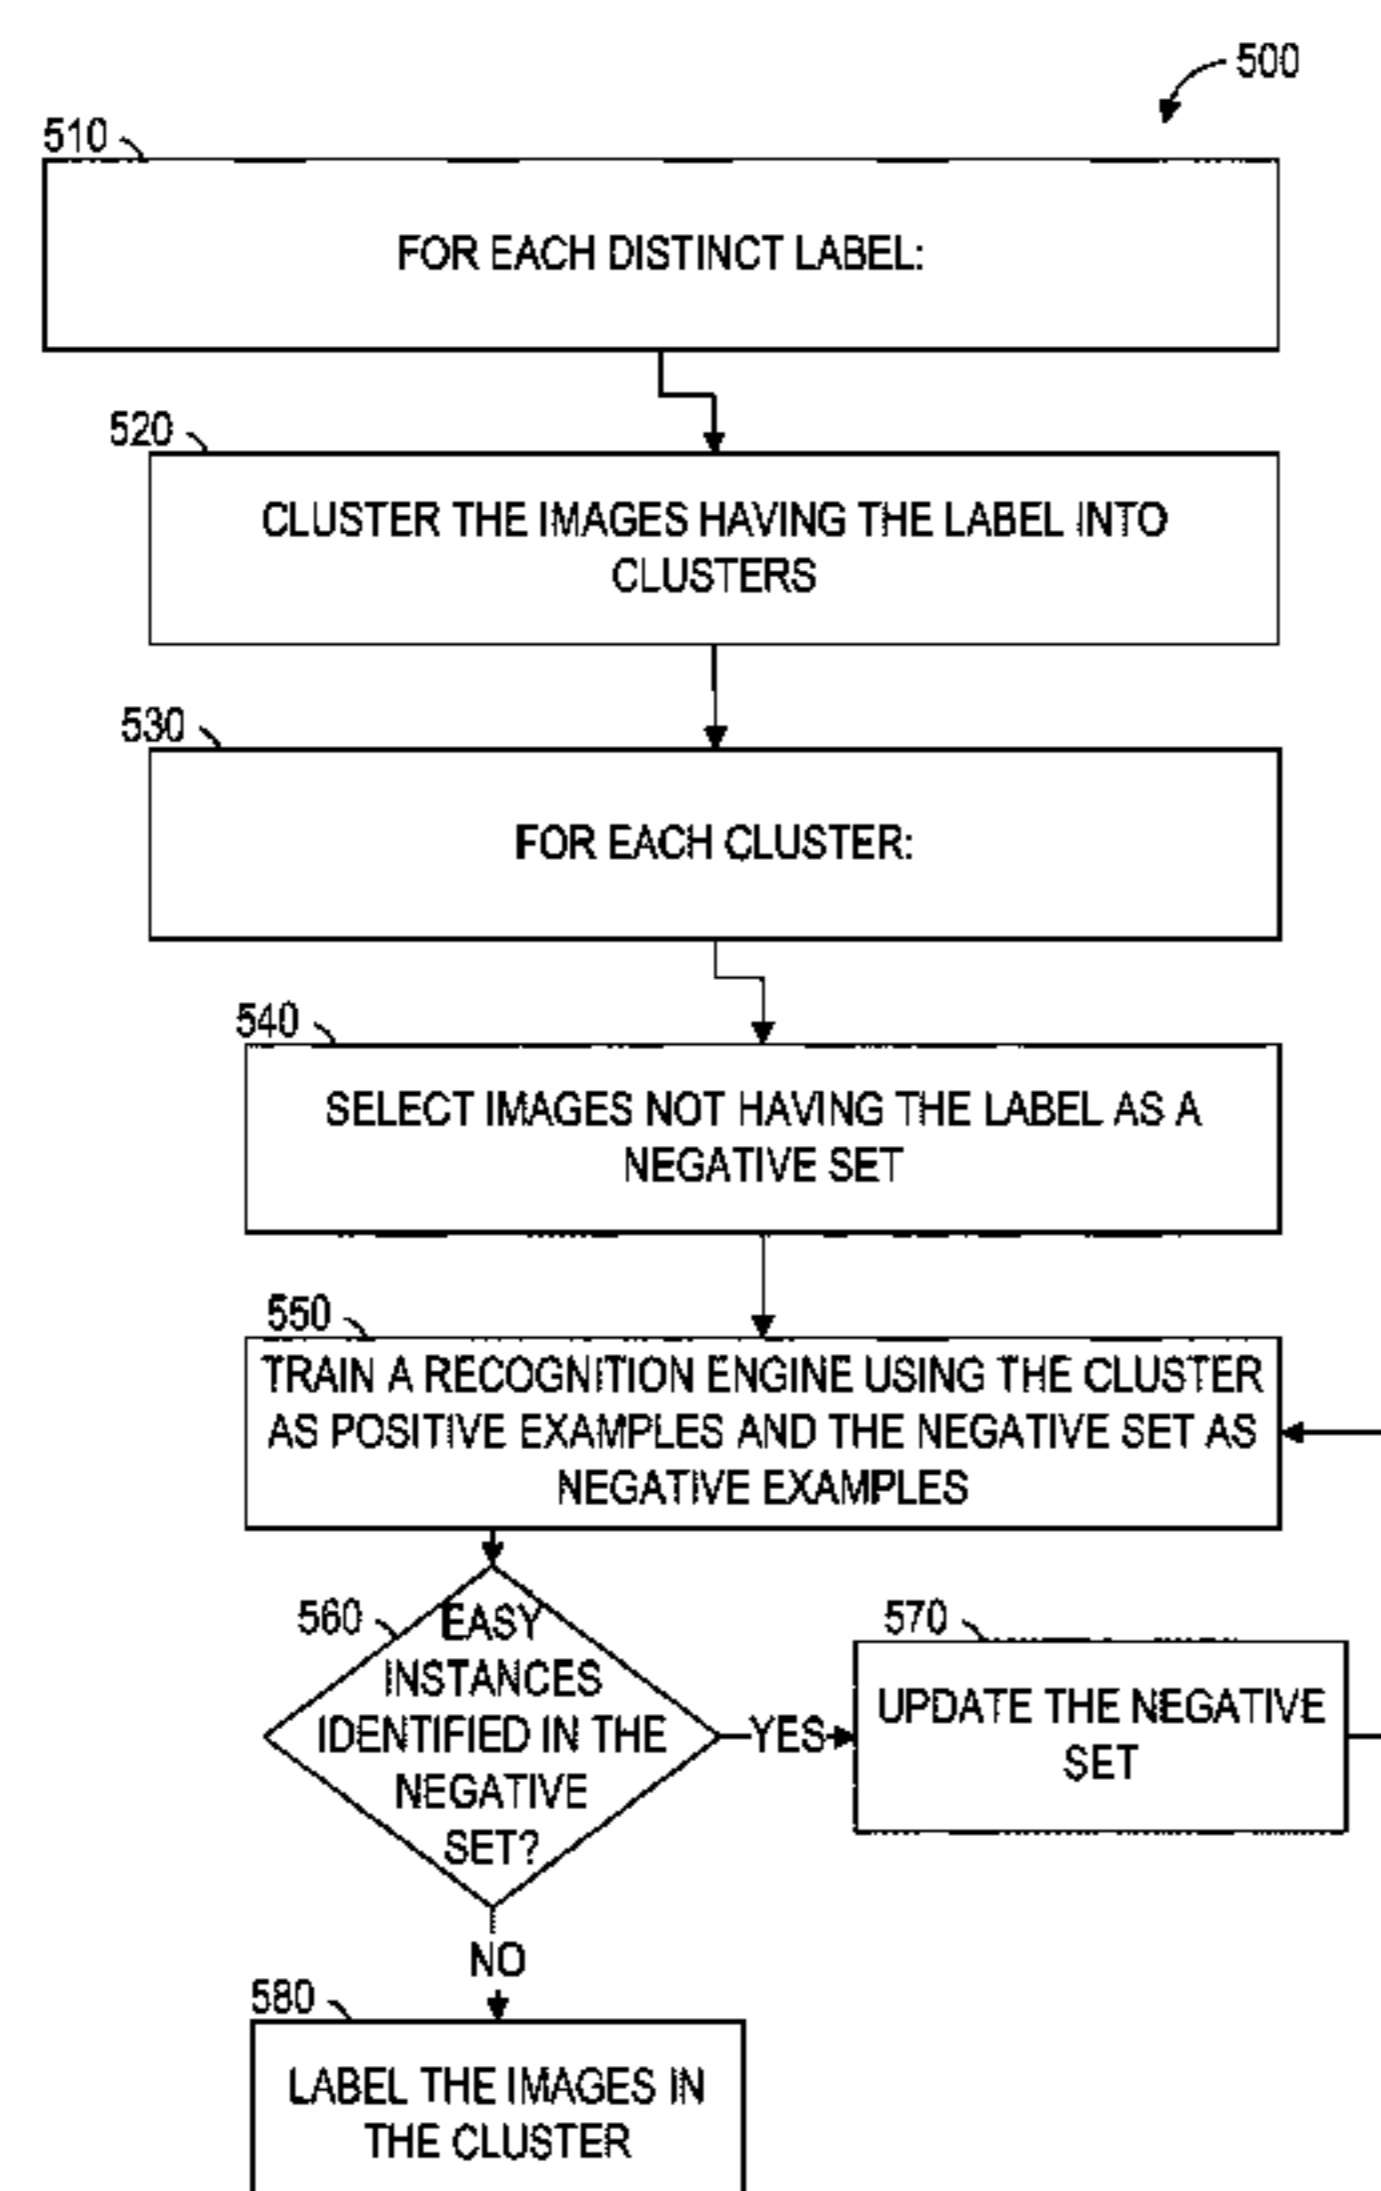 500
510
FOR EACH DISTINCT LABEL:
520
CLUSTER THE IMAGES HAVING THE LABEL INTO
CLUSTERS
530
FOR EACH CLUSTER:
540
SELECT IMAGES NOT HAVING THE LABEL AS A
NEGATIVE SET
550
TRAIN A RECOGNITION ENGINE USING THE CLUSTER
AS POSITIVE EXAMPLES AND THE NEGATIVE SET AS
NEGATIVE EXAMPLES
560
EASY
INSTANCES
IDENTIFIED IN THE
NEGATIVE
SET?
YES
570
UPDATE THE NEGATIVE
SET
NO
580
LABEL THE IMAGES IN
THE CLUSTER